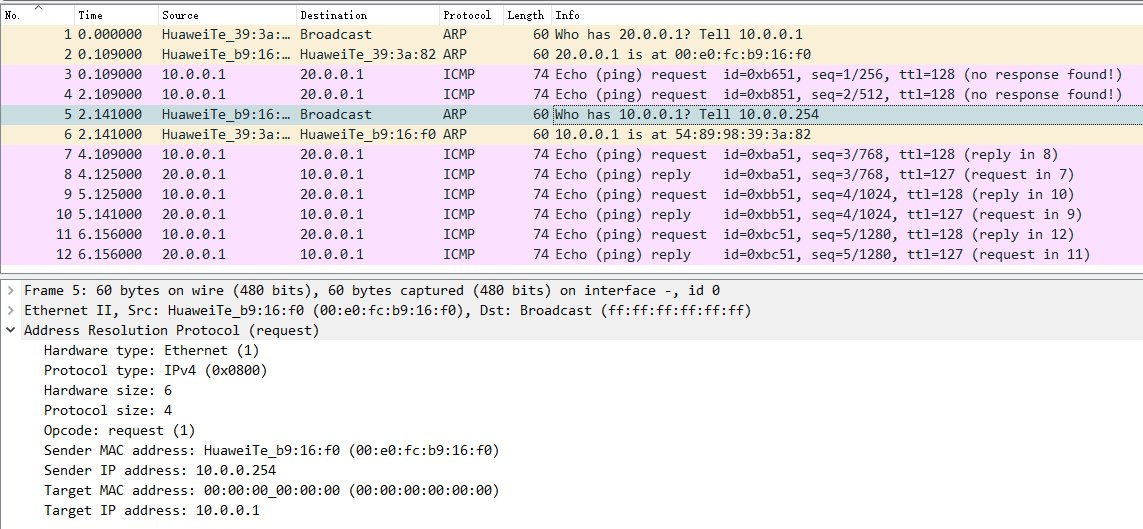 No. Time Source Destination Protocol Length Info
1 0.000000 HuaweiTe_39:3a:… Broadcast ARP 60 Who has 20.0.0.1? Tell 10.0.0.1
2 0.109000 HuaweiTe_b9:16:… HuaweiTe_39:3a:82 ARP 60 20.0.0.1 is at 00:e0:fc:b9:16:f0
3 0.109000 10.0.0.1 20.0.0.1 ICMP 74 Echo (ping) request id=0xb651, seq=1/256, ttl=128 (no response found!)
4 2.109000 10.0.0.1 20.0.0.1 ICMP 74 Echo (ping) request id=0xb851, seq=2/512, ttl=128 (no response found!)
5 2.141000 HuaweiTe_b9:16:… Broadcast ARP 60 Who has 10.0.0.1? Tell 10.0.0.254
6 2.141000 HuaweiTe_39:3a:… HuaweiTe_b9:16:f0 ARP 60 10.0.0.1 is at 54:89:98:39:3a:82
7 4.109000 10.0.0.1 20.0.0.1 ICMP 74 Echo (ping) request id=0xba51, seq=3/768, ttl=128 (reply in 8)
8 4.125000 20.0.0.1 10.0.0.1 ICMP 74 Echo (ping) reply id=0xba51, seq=3/768, ttl=127 (request in 7)
9 5.125000 10.0.0.1 20.0.0.1 ICMP 74 Echo (ping) request id=0xbb51, seq=4/1024, ttl=128 (reply in 10)
10 5.141000 20.0.0.1 10.0.0.1 ICMP 74 Echo (ping) reply id=0xbb51, seq=4/1024, ttl=127 (request in 9)
11 6.156000 10.0.0.1 20.0.0.1 ICMP 74 Echo (ping) request id=0xbc51, seq=5/1280, ttl=128 (reply in 12)
12 6.156000 20.0.0.1 10.0.0.1 ICMP 74 Echo (ping) reply id=0xbc51, seq=5/1280, ttl=127 (request in 11)
Frame 5: 60 bytes on wire (480 bits), 60 bytes captured (480 bits) on interface -, id 0
Ethernet II, Src: HuaweiTe_b9:16:f0 (00:e0:fc:b9:16:f0), Dst: Broadcast (ff:ff:ff:ff:ff:ff)
Address Resolution Protocol (request)
Hardware type: Ethernet (1)
Protocol type: IPv4 (0x0800)
Hardware size: 6
Protocol size: 4
Opcode: request (1)
Sender MAC address: HuaweiTe_b9:16:f0 (00:e0:fc:b9:16:f0)
Sender IP address: 10.0.0.254
Target MAC address: 00:00:00_00:00:00 (00:00:00:00:00:00)
Target IP address: 10.0.0.1